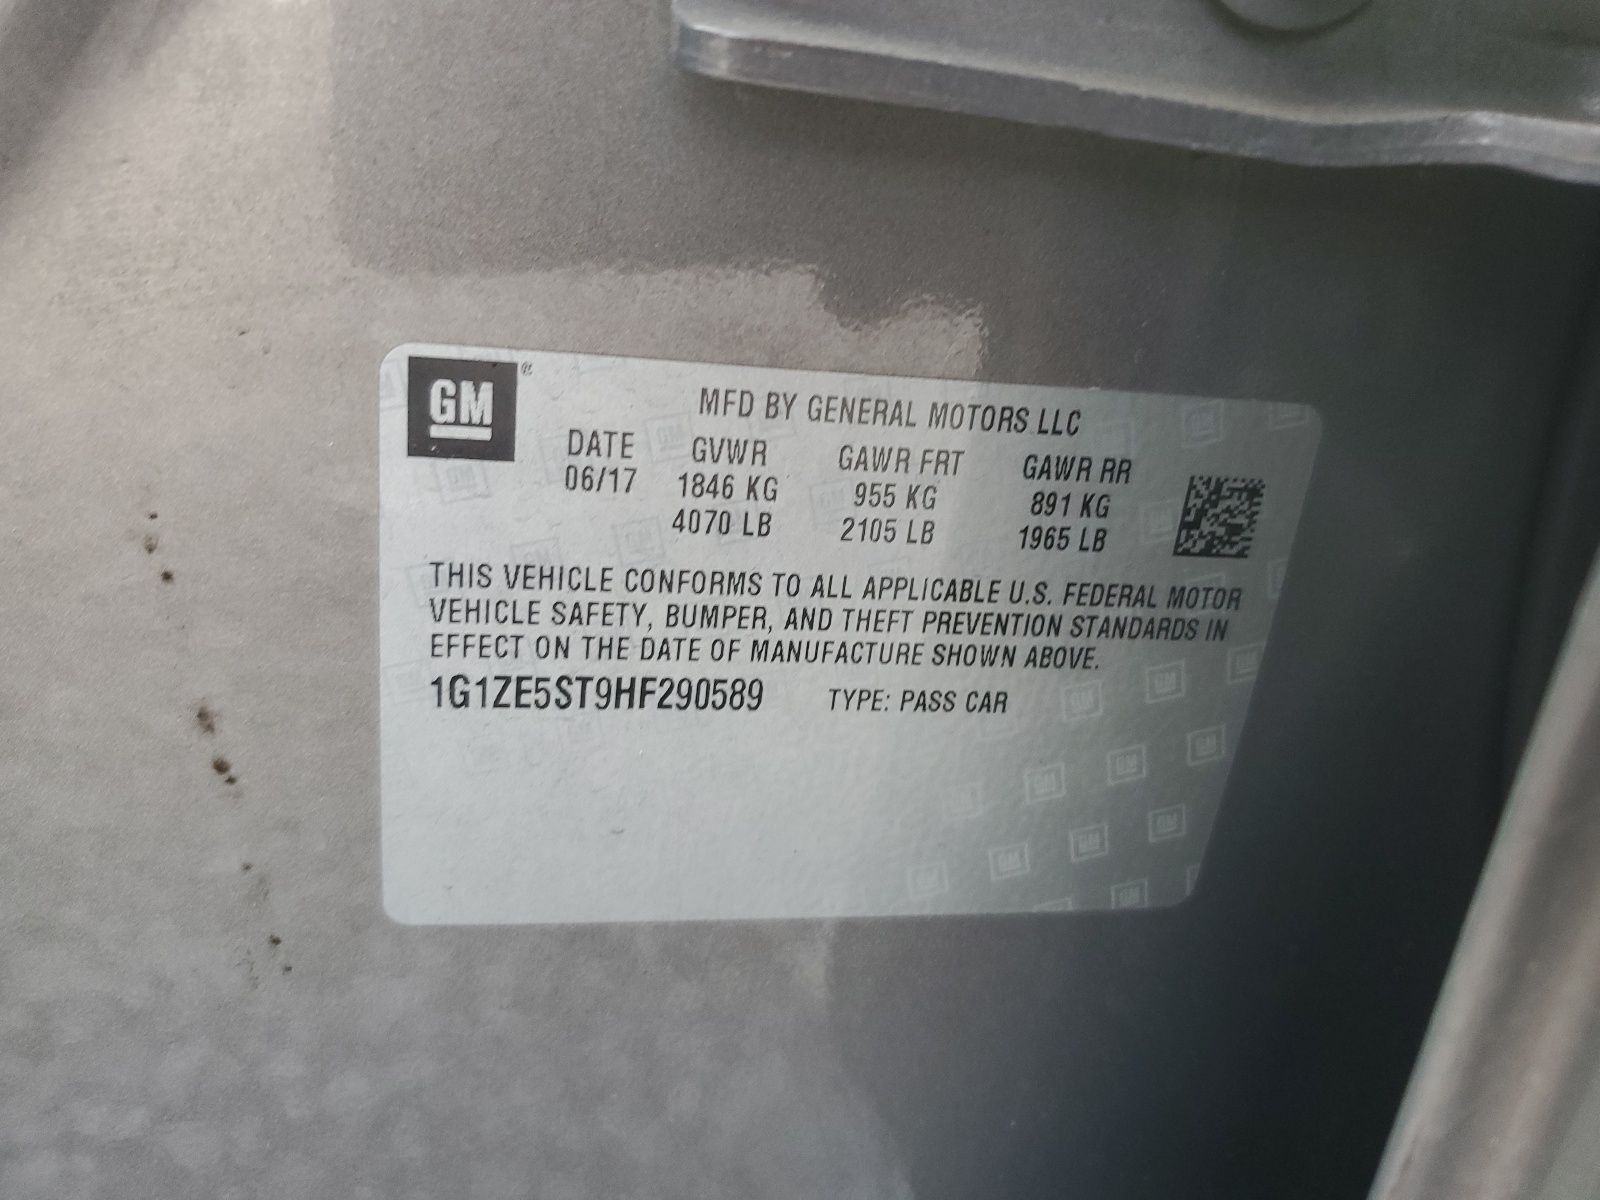 GM ®
MFD BY GENERAL MOTORS LLC
DATE GVWR GAWR FRT GAWR RR
06/17 1846 KG 955 KG 891 KG
4070 LB 2105 LB 1965 LB
THIS VEHICLE CONFORMS TO ALL APPLICABLE U.S. FEDERAL MOTOR
VEHICLE SAFETY, BUMPER, AND THEFT PREVENTION STANDARDS IN
EFFECT ON THE DATE OF MANUFACTURE SHOWN ABOVE.
1G1ZE5ST9HF290589 TYPE: PASS CAR